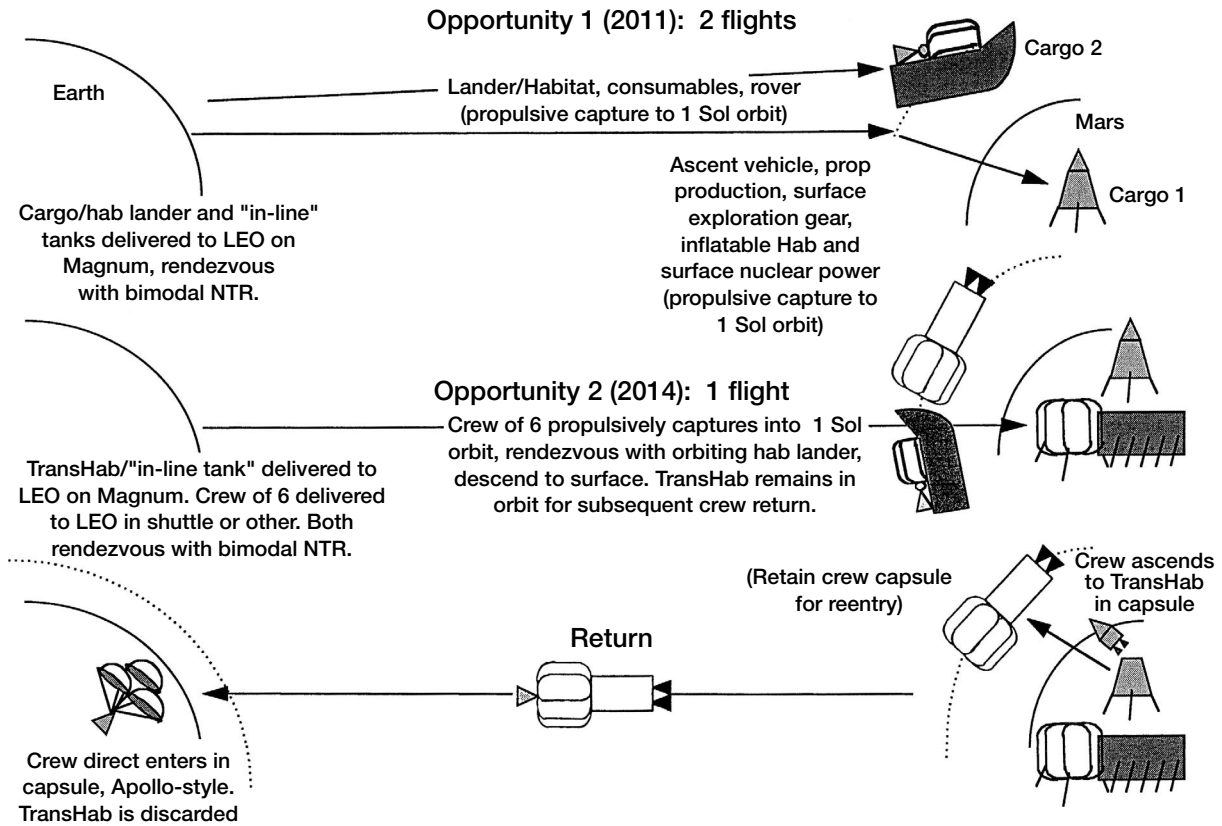 Opportunity 1 (2011): 2 flights
Earth
Lander/Habitat, consumables, rover
(propulsive capture to 1 Sol orbit)
Cargo 2
Mars
Cargo 1
Cargo/hab lander and "in-line"
tanks delivered to LEO on
Magnum, rendezvous
with bimodal NTR.
Ascent vehicle, prop
production, surface
exploration gear,
inflatable Hab and
surface nuclear power
(propulsive capture to
1 Sol orbit)
Opportunity 2 (2014): 1 flight
Crew of 6 propulsively captures into 1 Sol
orbit, rendezvous with orbiting hab lander,
descend to surface. TransHab remains in
orbit for subsequent crew return.
TransHab/"in-line tank" delivered to
LEO on Magnum. Crew of 6 delivered
to LEO in shuttle or other. Both
rendezvous with bimodal NTR.
(Retain crew capsule
for reentry)
Crew ascends
to TransHab
in capsule
Return
Crew direct enters in
capsule, Apollo-style.
TransHab is discarded